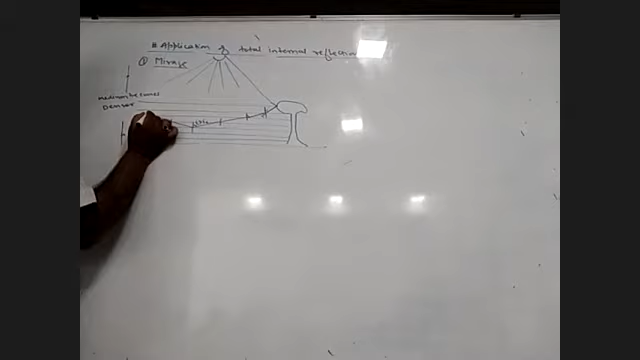 # Application of total internal reflection
① Mirage
medium becomes
Denser